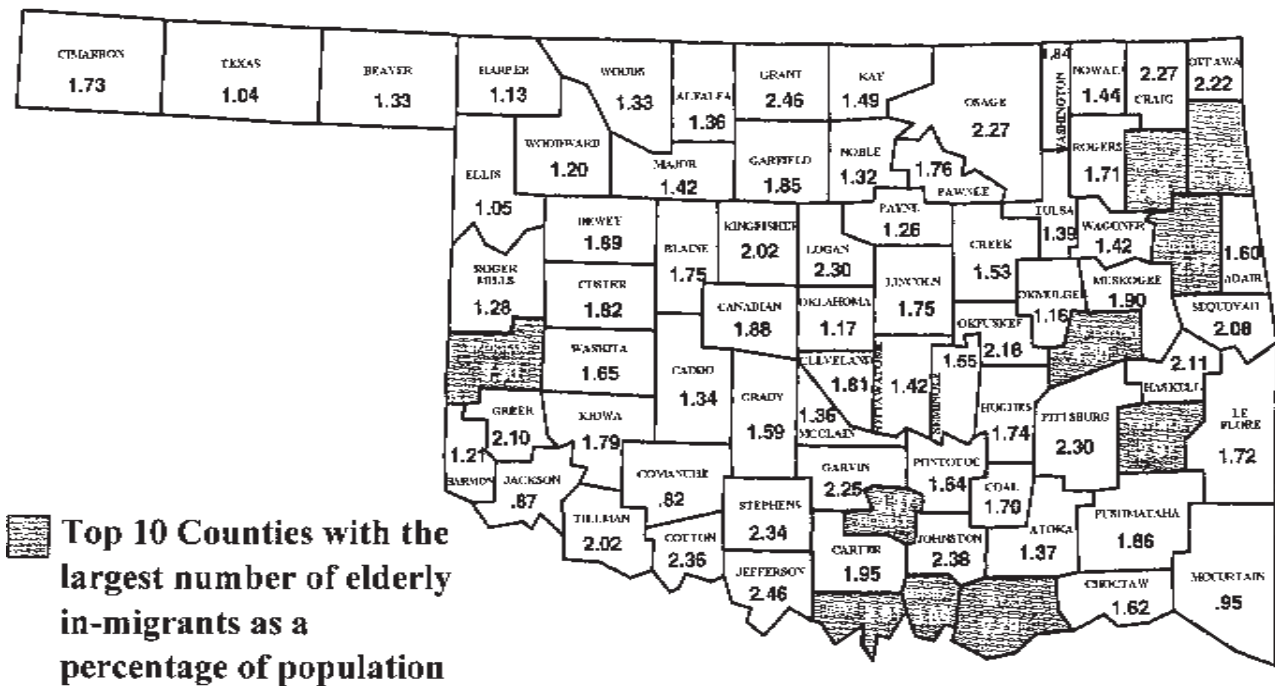 CIMARRON
1.73
TEXAS
1.04
BEAVER
1.33
HARPER
1.13
WOODS
1.33
ALFALFA
1.36
GRANT
2.46
KAY
1.49
OSAGE
2.27
1.84
WASHINGTON
NOWATA
1.44
2.27
CRAIG
OTTAWA
2.22
ELLIS
1.05
WOODWARD
1.20
MAJOR
1.42
GARFIELD
1.85
NOBLE
1.32
1.76
PAWNEE
ROGERS
1.71
DEWEY
1.89
BLAINE
1.75
KINGFISHER
2.02
LOGAN
2.30
PAYNE
1.26
CREEK
1.53
TULSA
1.39
WAGONER
1.42
1.60
ADAIR
ROGER
MILLS
1.28
CUSTER
1.82
CANADIAN
1.88
OKLAHOMA
1.17
LINCOLN
1.75
OKMULGE
1.16
MUSKOGEE
1.90
SEQUOYAH
2.08
WASHITA
1.65
CADDO
1.34
GRADY
1.59
CLEVELAND
1.81
OTTAWATOMI
1.42
SEMINOLE
1.55
OKFUSKEE
2.18
2.11
HASKELL
GREER
2.10
KIOWA
1.79
1.36
MCCLAIN
HUGHES
1.74
PITTSBURG
2.30
LE
FLORE
1.72
1.21
HARMON
JACKSON
.87
COMANCHE
.82
STEPHENS
2.34
GARVIN
2.25
PONTOTOC
1.64
COAL
1.70
TILLMAN
2.02
COTTON
2.36
JEFFERSON
2.46
CARTER
1.95
JOHNSTON
2.38
ATOKA
1.37
PUSHMATAHA
1.86
CHOCTAW
1.62
MCCURTAIN
.95
Top 10 Counties with the
largest number of elderly
in-migrants as a
percentage of population